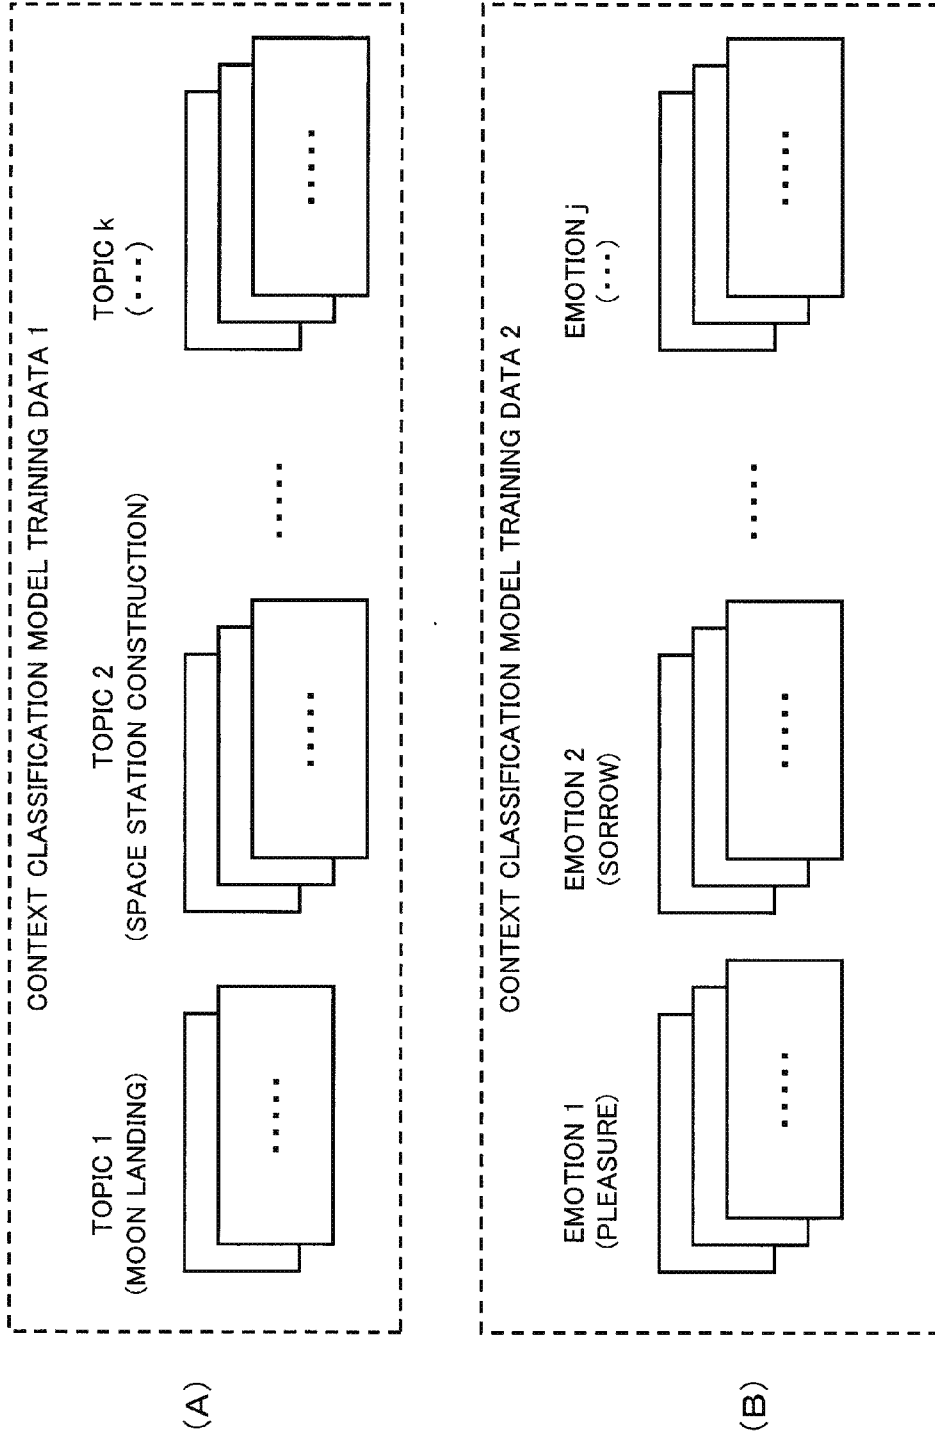 (A)
CONTEXT CLASSIFICATION MODEL TRAINING DATA 1
TOPIC 1
(MOON LANDING)
.....
TOPIC 2
(SPACE STATION CONSTRUCTION)
.....
.....
TOPIC k
(...)
.....
(B)
CONTEXT CLASSIFICATION MODEL TRAINING DATA 2
EMOTION 1
(PLEASURE)
.....
EMOTION 2
(SORROW)
.....
.....
EMOTION j
(...)
.....